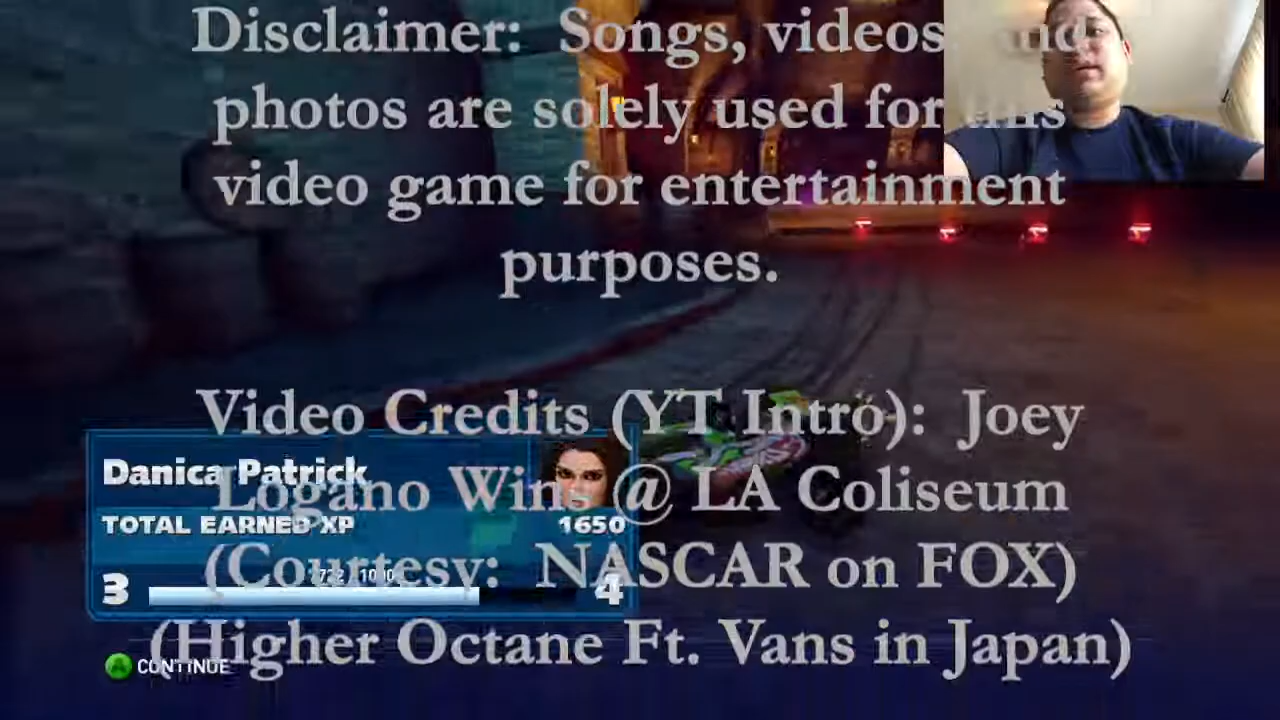 Disclaimer: Songs, videos, and
photos are solely used for this
video game for entertainment
purposes.
Video Credits (YT Intro): Joey
Logano Wins @ LA Coliseum
(Courtesy: NASCAR on FOX)
(Higher Octane Ft. Vans in Japan)
Danica Patrick
TOTAL EARNED XP 1650
3 4
CONTINUE